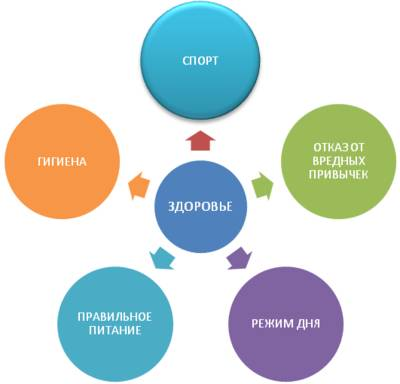 СПОРТ
ГИГИЕНА
ОТКАЗ ОТ
ВРЕДНЫХ
ПРИВЫЧЕК
ЗДОРОВЬЕ
ПРАВИЛЬНОЕ
ПИТАНИЕ
РЕЖИМ ДНЯ